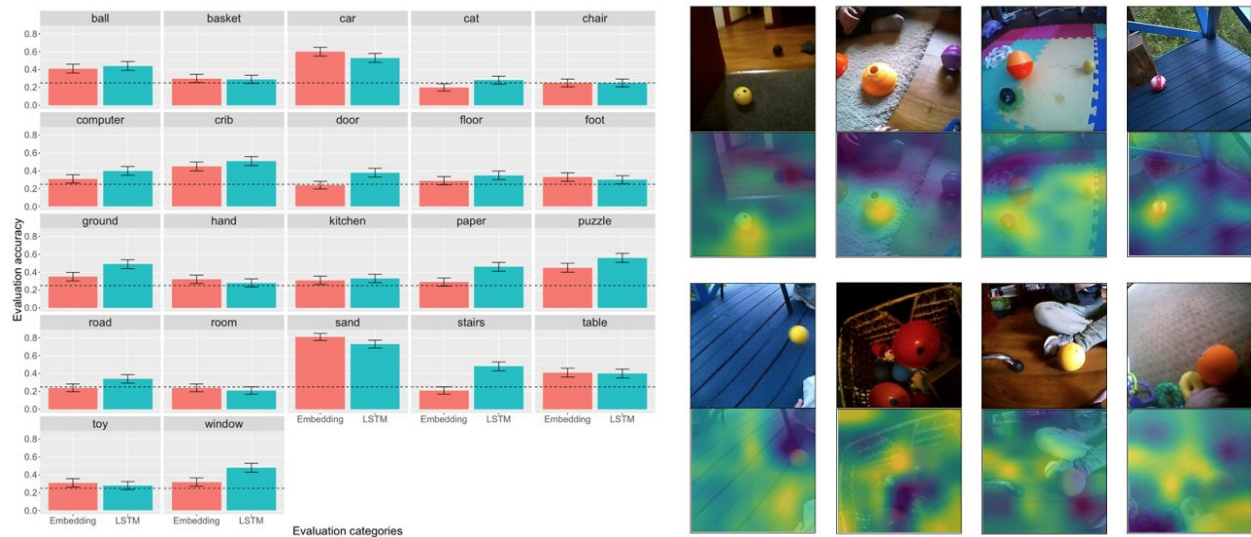 ball basket car cat chair
0.8
0.6
0.4
0.2
0.0
computer crib door floor foot
0.8
0.6
0.4
0.2
0.0
ground hand kitchen paper puzzle
0.8
0.6
0.4
0.2
0.0
road room sand stairs table
0.8
0.6
0.4
0.2
0.0
Embedding LSTM Embedding LSTM Embedding LSTM
toy window
0.8
0.6
0.4
0.2
0.0
Embedding LSTM Embedding LSTM
Evaluation accuracy
Evaluation categories